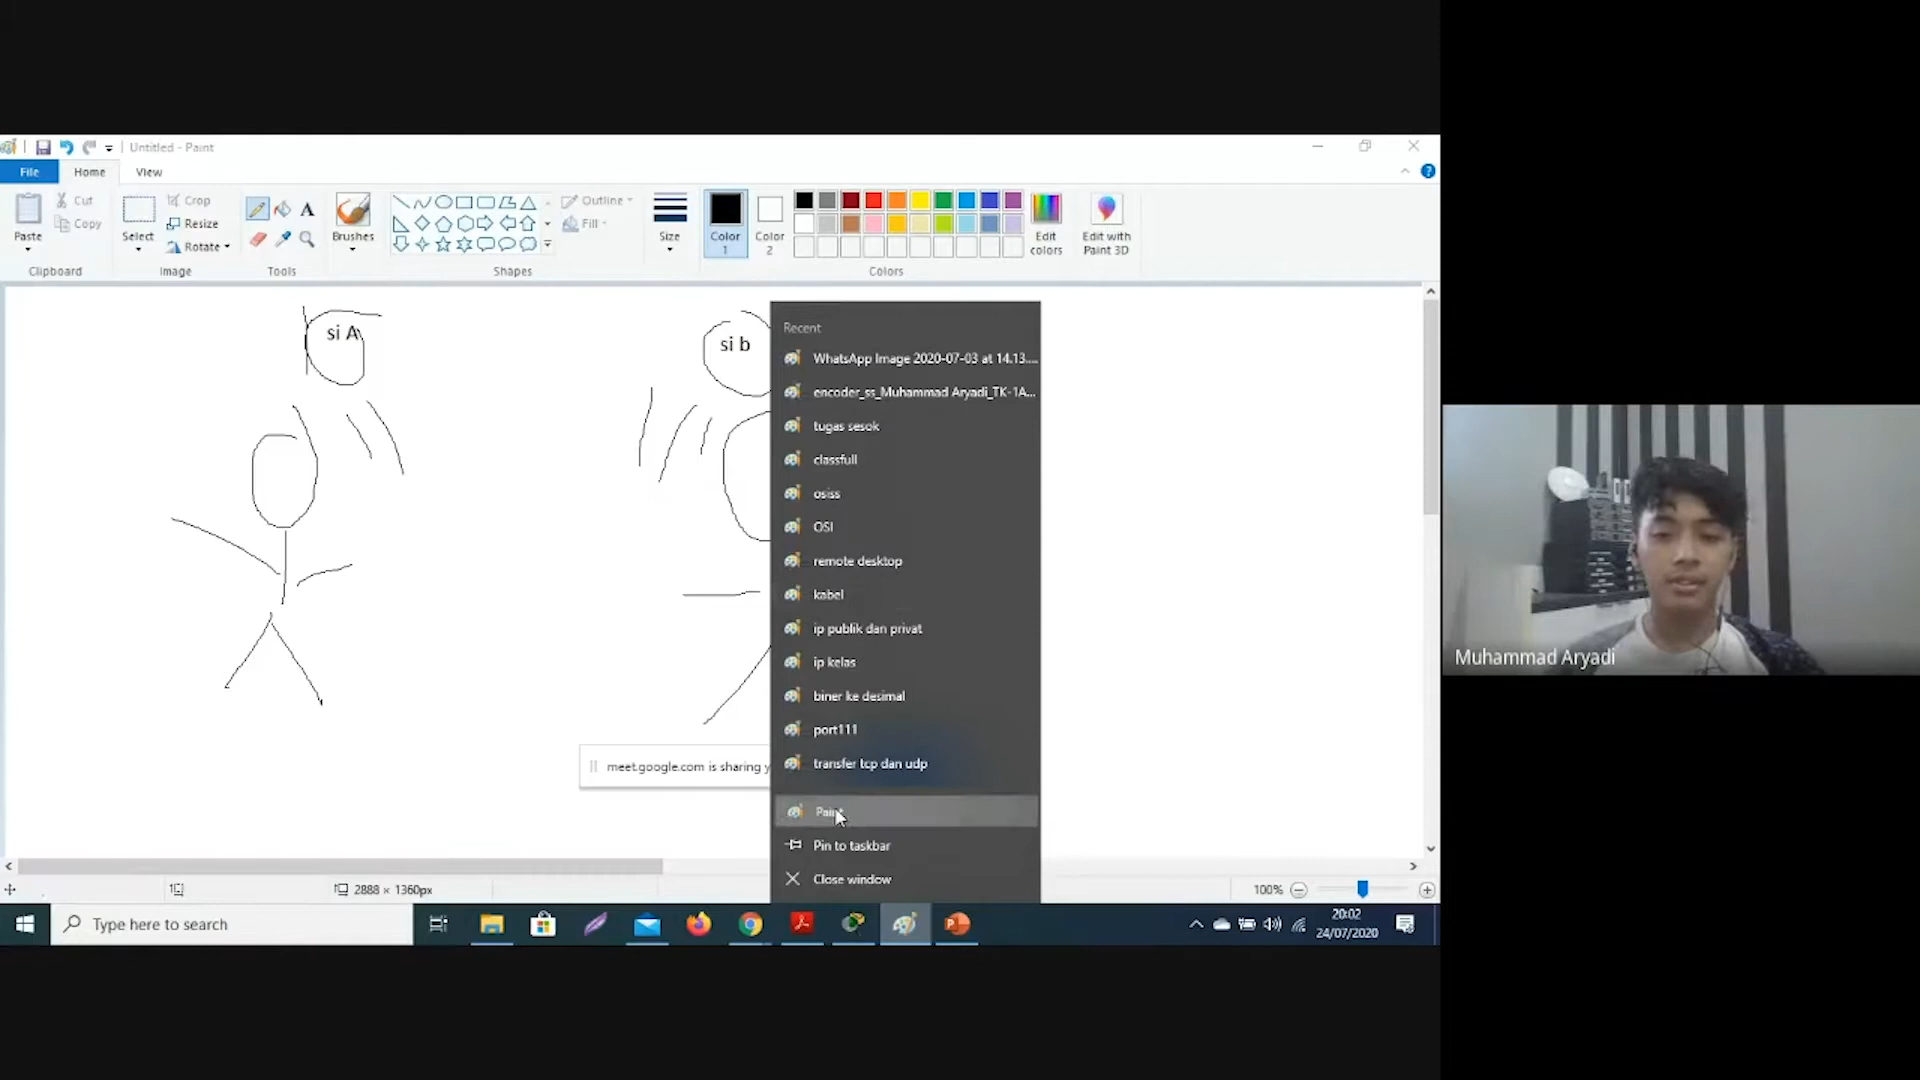 Untitled - Paint
File
Home
View
Paste
Cut
Copy
Clipboard
Select
Crop
Resize
Rotate
Image
A
Tools
Brushes
Shapes
Outline
Fill
Size
Color
1
Color
2
Colors
Edit
colors
Edit with
Paint 3D
si A
si b
Recent
WhatsApp Image 2020-07-03 at 14.13....
encoder_ss_Muhammad Aryadi_TK-1A...
tugas sesok
classfull
osiss
OSI
remote desktop
kabel
ip publik dan privat
ip kelas
biner ke desimal
port111
transfer tcp dan udp
Paint
Pin to taskbar
Close window
meet.google.com is sharing y
2888 × 1360px
100%
Type here to search
20:02
24/07/2020
Muhammad Aryadi